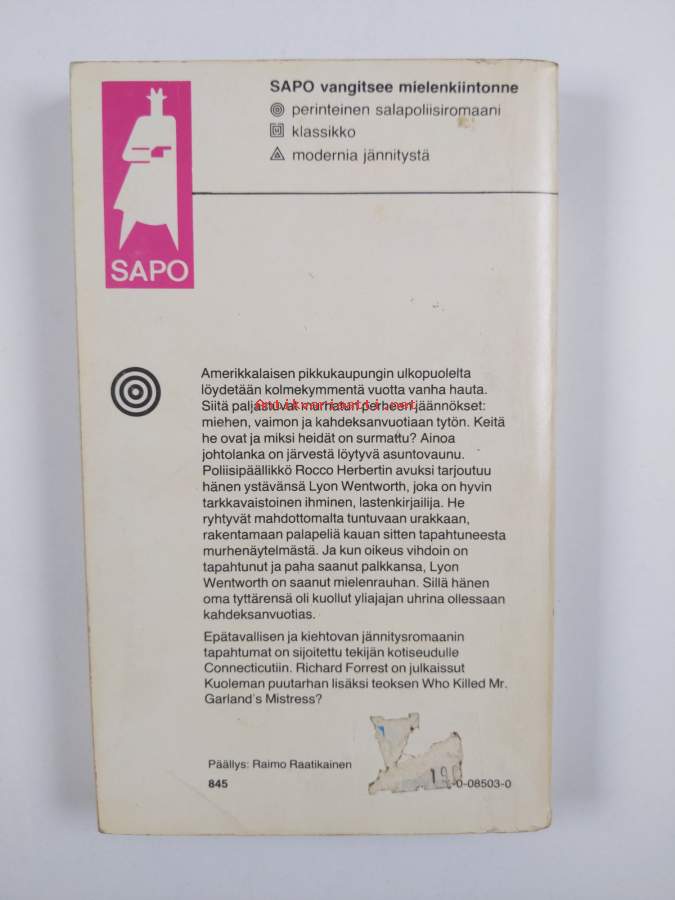 SAPO vangitsee mielenkiintonne
perinteinen salapoliisiromaani
klassikko
modernia jännitystä
SAPO
Amerikkalaisen pikkukaupungin ulkopuolelta
löydetään kolmekymmentä vuotta vanha hauta.
Siitä paljastuvat murhatun perheen jäännökset:
Antikvariaatti.net
miehen, vaimon ja kahdeksanvuotiaan tytön. Keitä
he ovat ja miksi heidät on surmattu? Ainoa
johtolanka on järvestä löytyvä asuntovaunu.
Poliisipäällikkö Rocco Herbertin avuksi tarjoutuu
hänen ystävänsä Lyon Wentworth, joka on hyvin
tarkkavaistoinen ihminen, lastenkirjailija. He
ryhtyvät mahdottomalta tuntuvaan urakkaan,
rakentamaan palapeliä kauan sitten tapahtuneesta
murhenäytelmästä. Ja kun oikeus vihdoin on
tapahtunut ja paha saanut palkkansa, Lyon
Wentworth on saanut mielenrauhan. Sillä hänen
oma tyttärensä oli kuollut yliajajan uhrina ollessaan
kahdeksanvuotias.
Epätavallisen ja kiehtovan jännitysromaanin
tapahtumat on sijoitettu tekijän kotiseudulle
Connecticutiin. Richard Forrest on julkaissut
Kuoleman puutarhan lisäksi teoksen Who Killed Mr.
Garland's Mistress?
Päällys: Raimo Raatikainen
845
0-08503-0